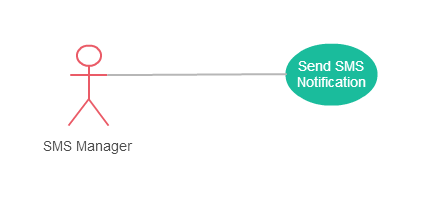 Send SMS
Notification
SMS Manager